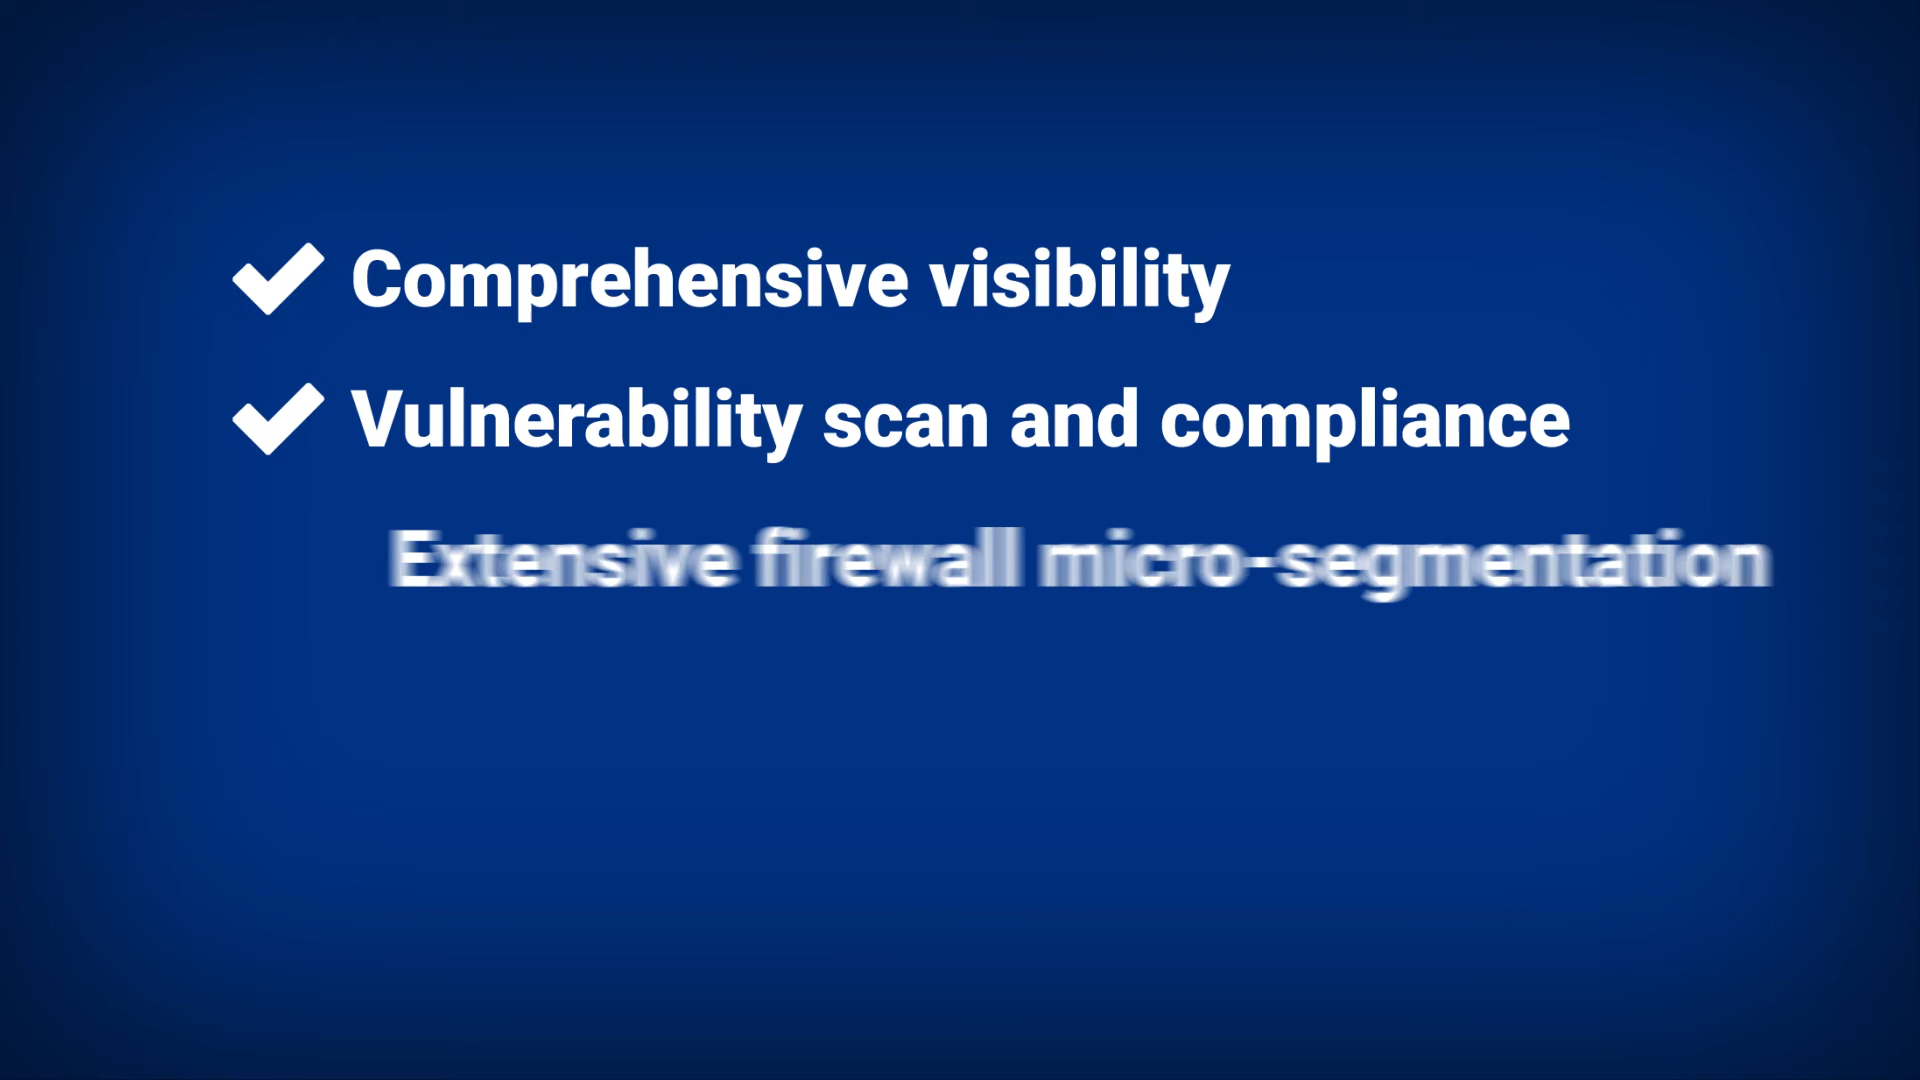 Comprehensive visibility
Vulnerability scan and compliance
Extensive firewall micro-segmentation